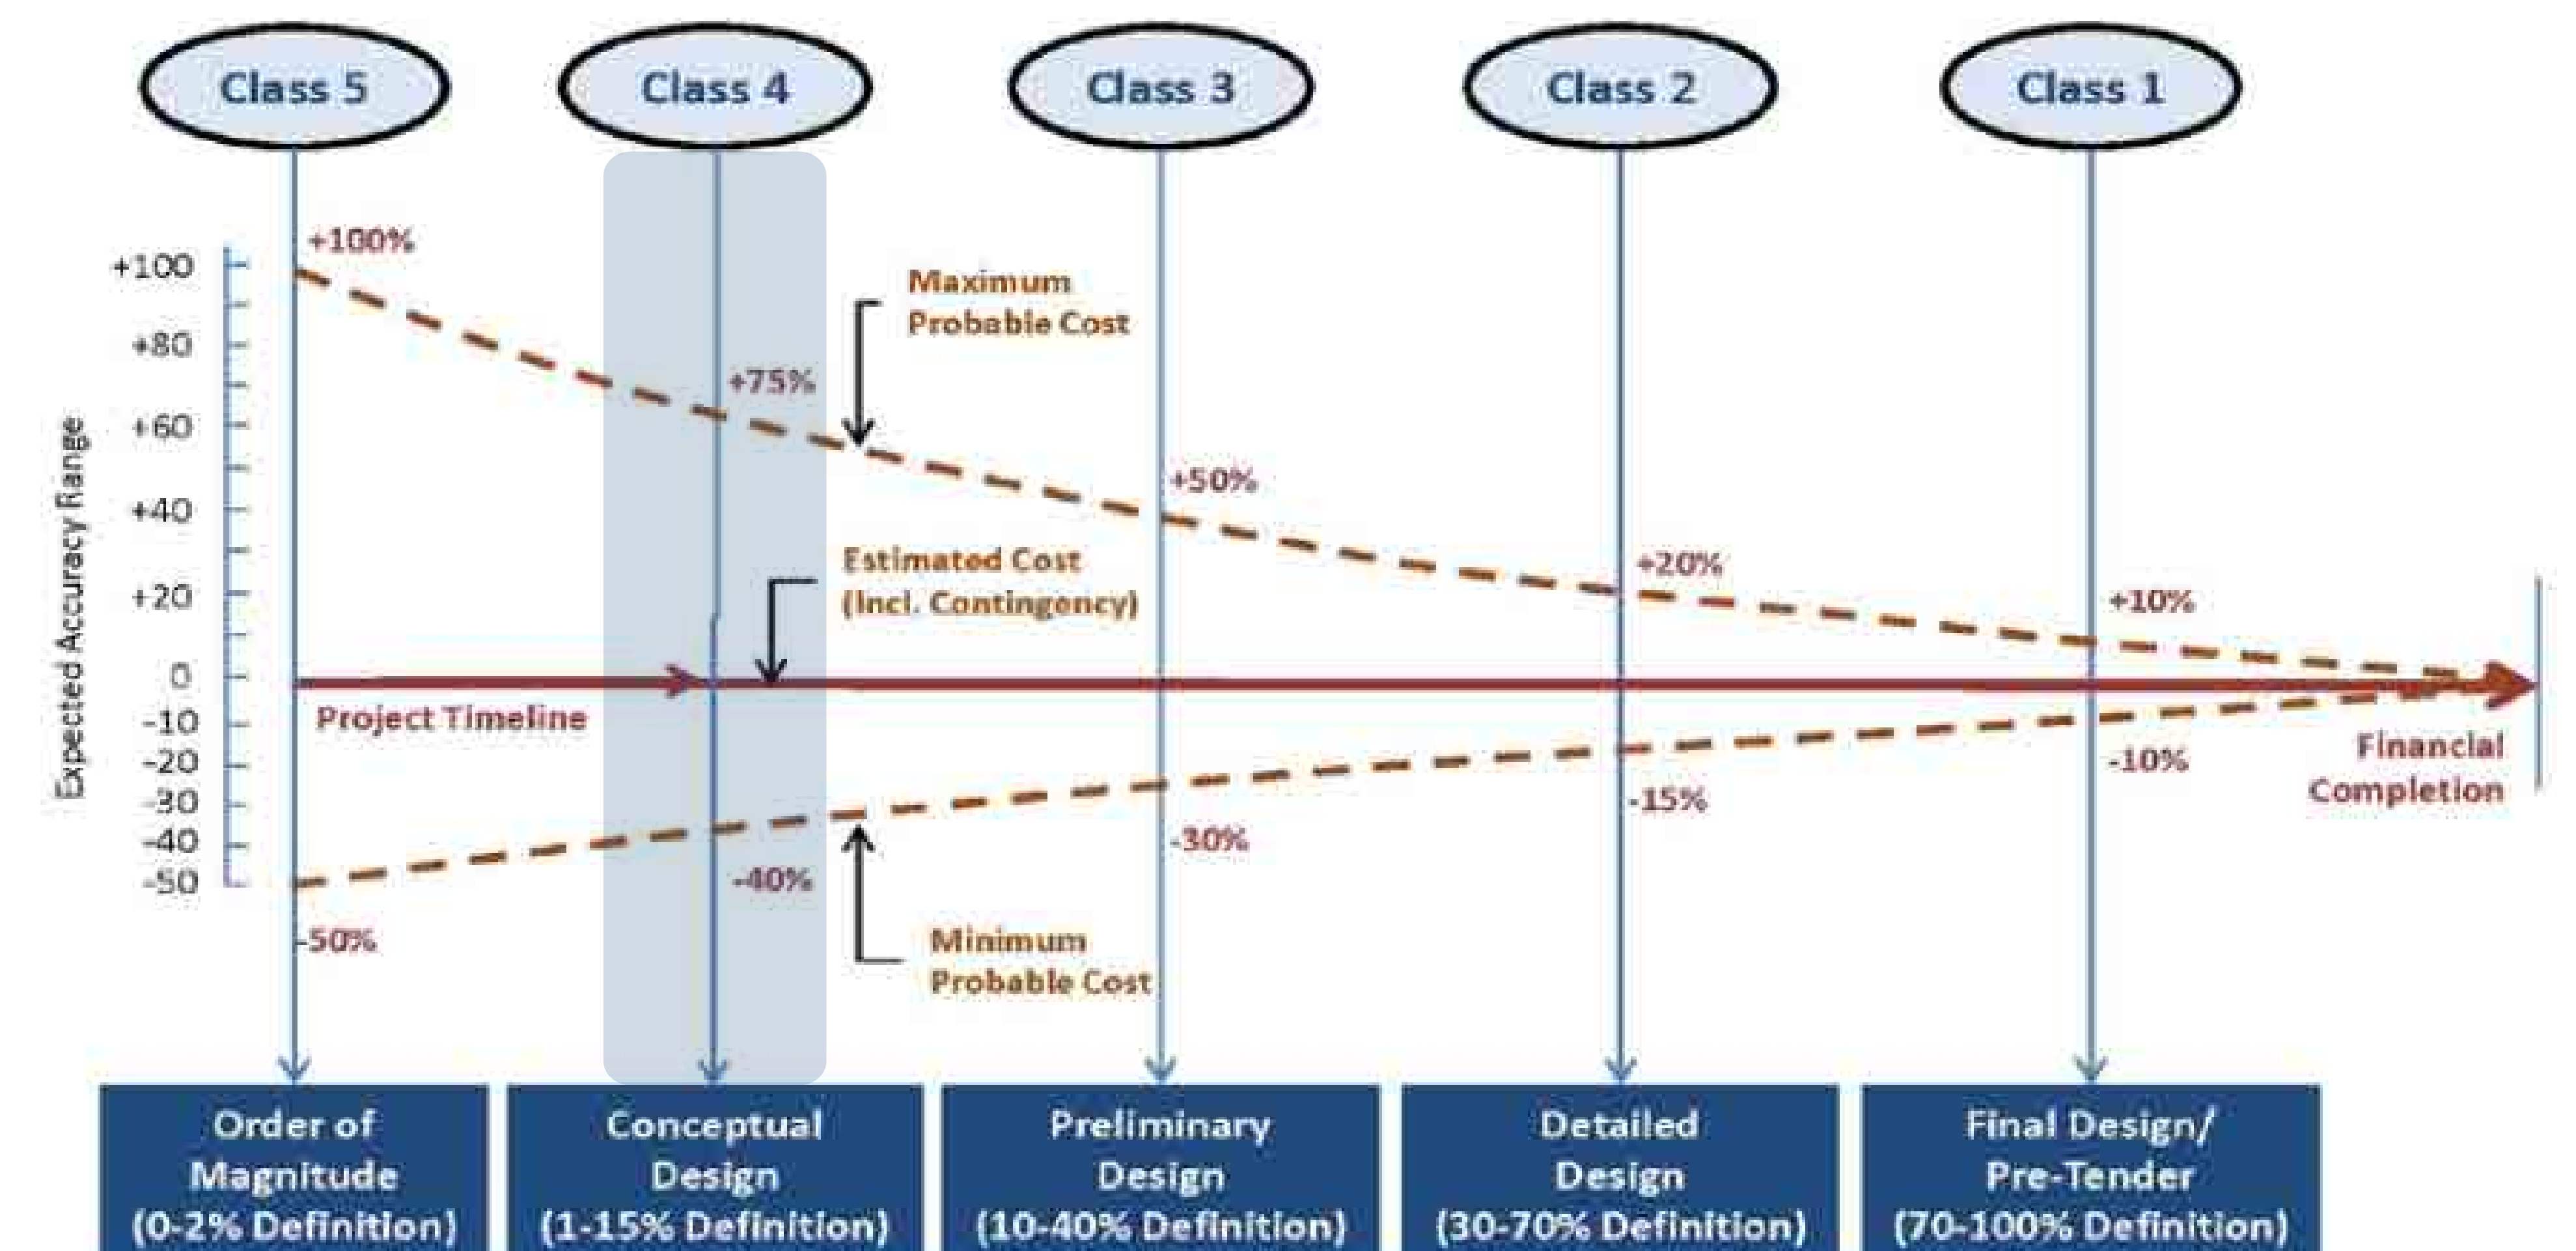 Class 5
Class 4
Class 3
Class 2
Class 1
Expected Accuracy Range
+100
+80
+60
+40
+20
0
-10
-20
-30
-40
-50
+100%
+75%
+50%
+20%
+10%
Maximum
Probable Cost
Estimated Cost
(Incl. Contingency)
Project Timeline
Financial
Completion
-50%
-40%
-30%
-15%
-10%
Minimum
Probable Cost
Order of
Magnitude
(0-2% Definition)
Conceptual
Design
(1-15% Definition)
Preliminary
Design
(10-40% Definition)
Detailed
Design
(30-70% Definition)
Final Design/
Pre-Tender
(70-100% Definition)